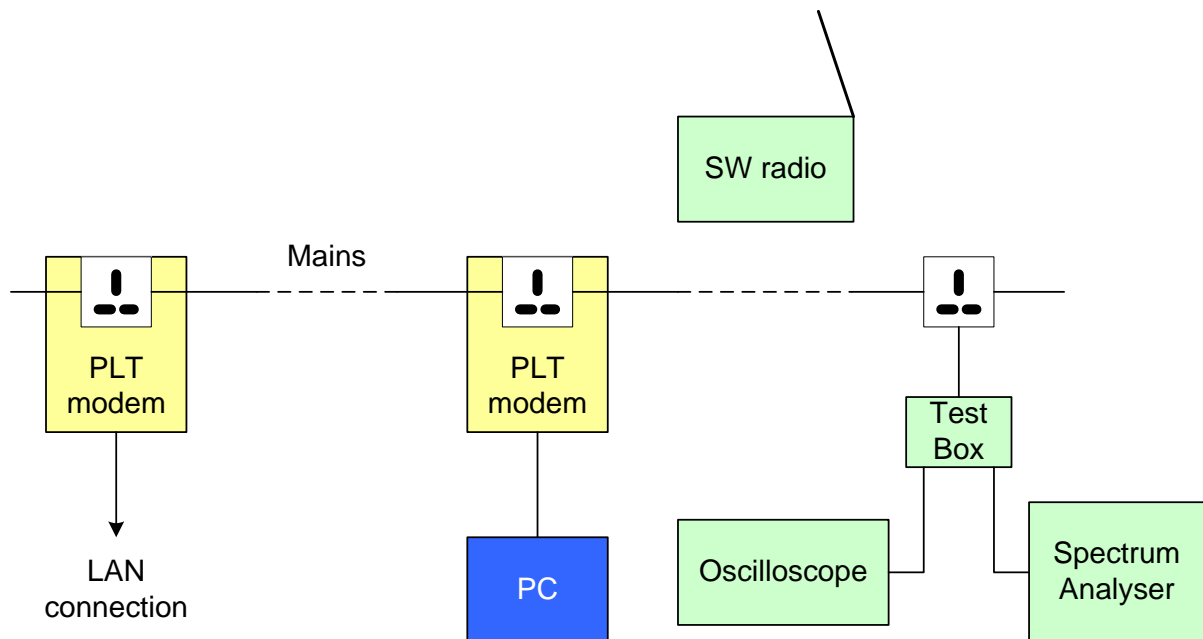 SW radio
Mains
PLT
modem
PLT
modem
Test
Box
LAN
connection
PC
Oscilloscope
Spectrum
Analyser